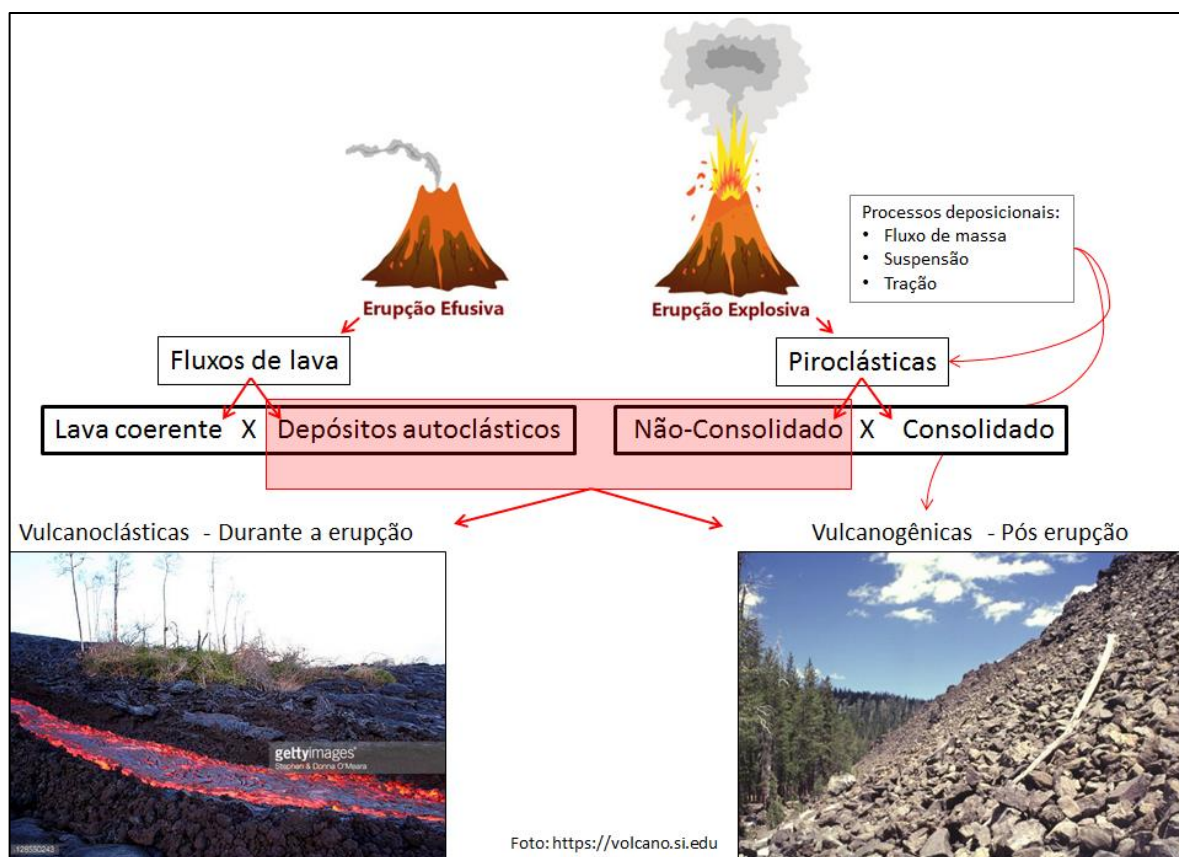 Processos deposicionais:
• Fluxo de massa
• Suspensão
• Tração
Erupção Efusiva
Erupção Explosiva
Fluxos de lava
Piroclásticas
Lava coerente X Depósitos autoclásticos
Não-Consolidado X Consolidado
Vulcanoclásticas - Durante a erupção
Vulcanogênicas - Pós erupção
gettyimages®
Stephen & Donna O'Meara
128550243
Foto: https://volcano.si.edu